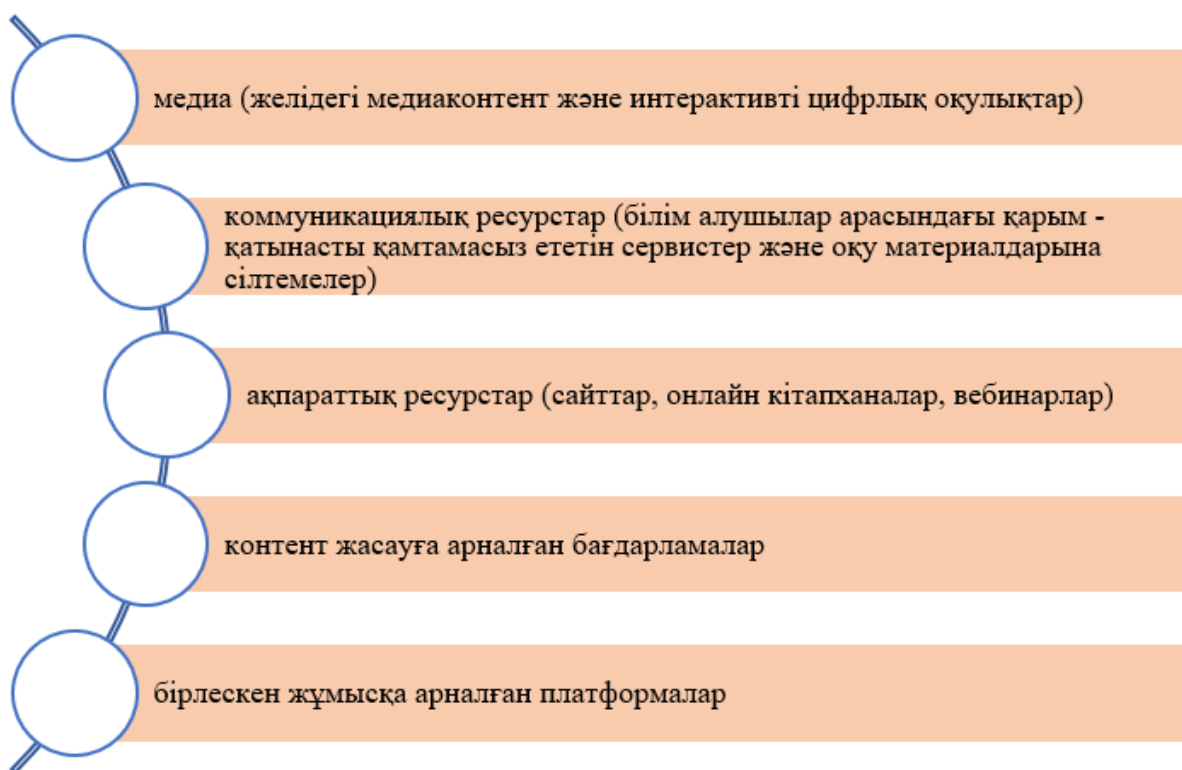 медиа (желідегі медиаконтент және интерактивті цифрлық оқулықтар)
коммуникациялық ресурстар (білім алушылар арасындағы қарым -
қатынасты қамтамасыз ететін сервистер және оқу материалдарына
сілтемелер)
ақпараттық ресурстар (сайттар, онлайн кітапханалар, вебинарлар)
контент жасауға арналған бағдарламалар
бірлескен жұмысқа арналған платформалар